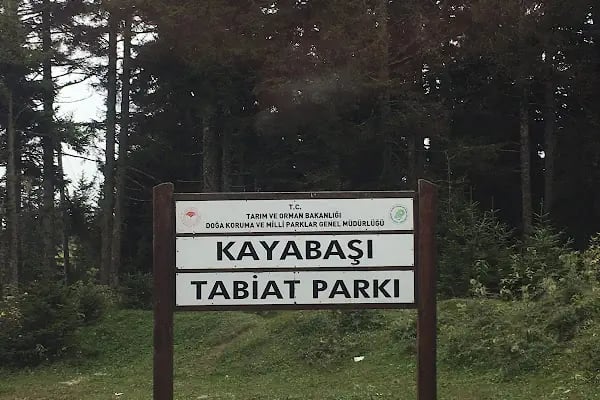 T.C.
TARIM VE ORMAN BAKANLIĞI
DOĞA KORUMA VE MİLLİ PARKLAR GENEL MÜDÜRLÜĞÜ
KAYABAŞI
TABİAT PARKI